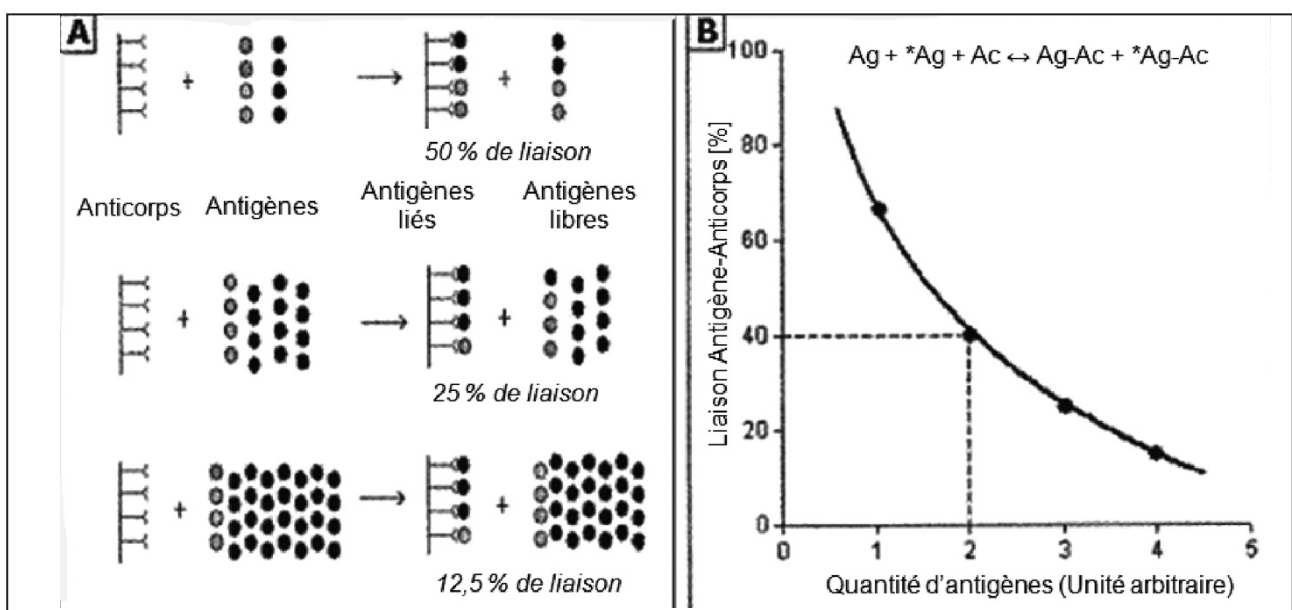 A
+
+
50 % de liaison
Anticorps
Antigènes
Antigènes
liés
Antigènes
libres
+
+
25 % de liaison
+
+
12,5 % de liaison
B
Ag + *Ag + Ac ↔ Ag-Ac + *Ag-Ac
Liaison Antigène-Anticorps [%]
100
80
60
40
20
0
0
1
2
3
4
5
Quantité d’antigènes (Unité arbitraire)